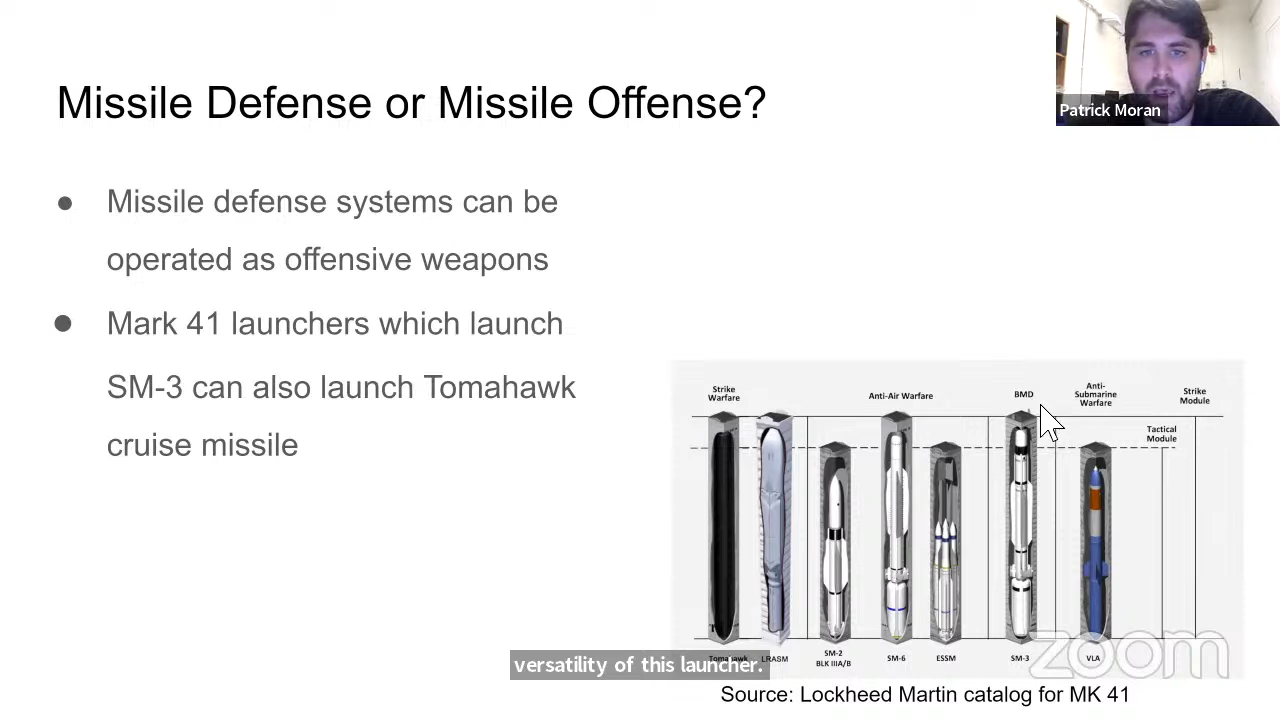 Patrick Moran
Missile Defense or Missile Offense?
● Missile defense systems can be
operated as offensive weapons
● Mark 41 launchers which launch
SM-3 can also launch Tomahawk
cruise missile
Strike
Warfare
Anti-Air Warfare
BMD
Anti-
Submarine
Warfare
Strike
Module
Tactical
Module
Tomahawk
LRASM
SM-2
BLK IIIA/B
SM-6
ESSM
SM-3
VLA
zoom
versatility of this launcher.
Source: Lockheed Martin catalog for MK 41